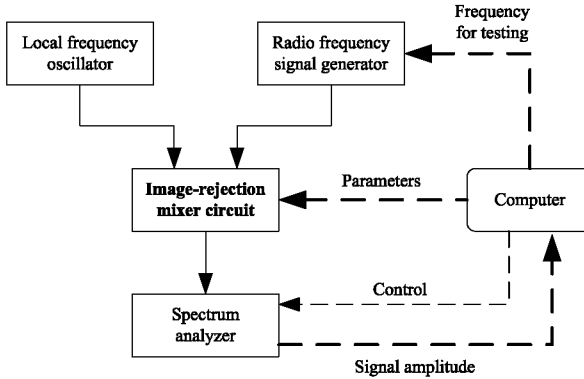 Frequency
for testing
Local frequency
oscillator
Radio frequency
signal generator
Image-rejection
mixer circuit
Parameters
Computer
Control
Spectrum
analyzer
Signal amplitude